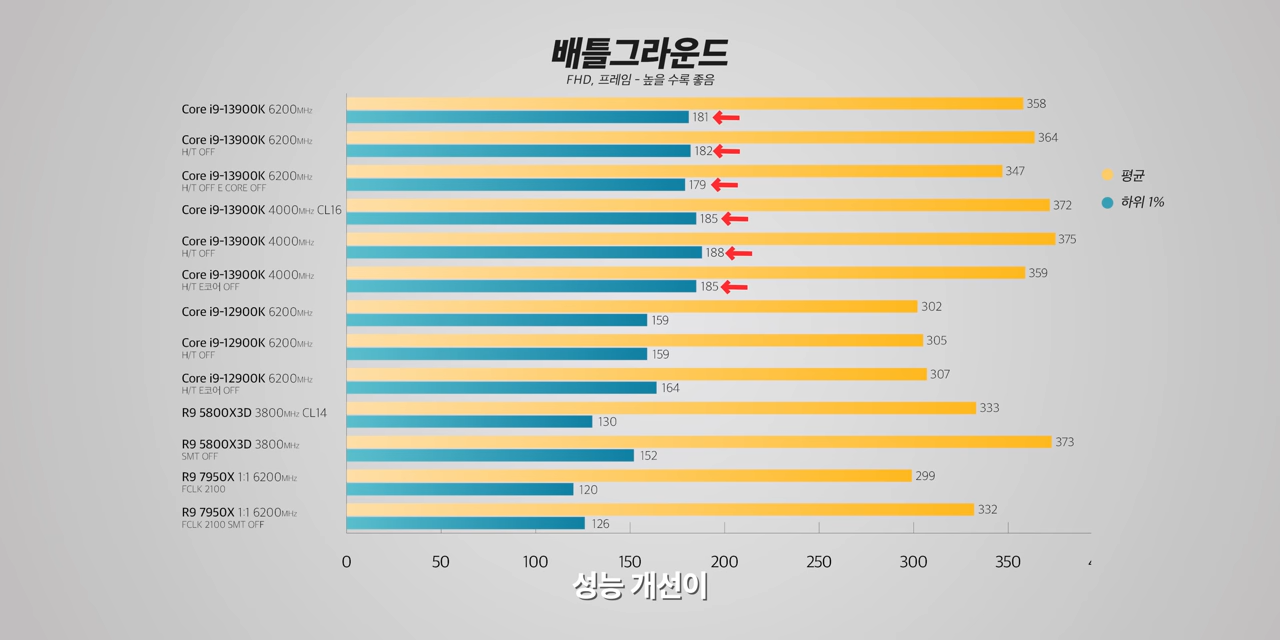 배틀그라운드
FHD, 프레임 - 높을 수록 좋음
Core i9-13900K 6200MHz
358
181
Core i9-13900K 6200MHz
H/T OFF
364
182
Core i9-13900K 6200MHz
H/T OFF E CORE OFF
347
179
Core i9-13900K 4000MHz CL16
372
185
Core i9-13900K 4000MHz
H/T OFF
375
188
Core i9-13900K 4000MHz
H/T E코어 OFF
359
185
Core i9-12900K 6200MHz
302
159
Core i9-12900K 6200MHz
H/T OFF
305
159
Core i9-12900K 6200MHz
H/T E코어 OFF
307
164
R9 5800X3D 3800MHz CL14
333
130
R9 5800X3D 3800MHz
SMT OFF
373
152
R9 7950X 1:1 6200MHz
FCLK 2100
299
120
R9 7950X 1:1 6200MHz
FCLK 2100 SMT OFF
332
126
평균
하위 1%
0 50 100 150 200 250 300 350
성능 개선이